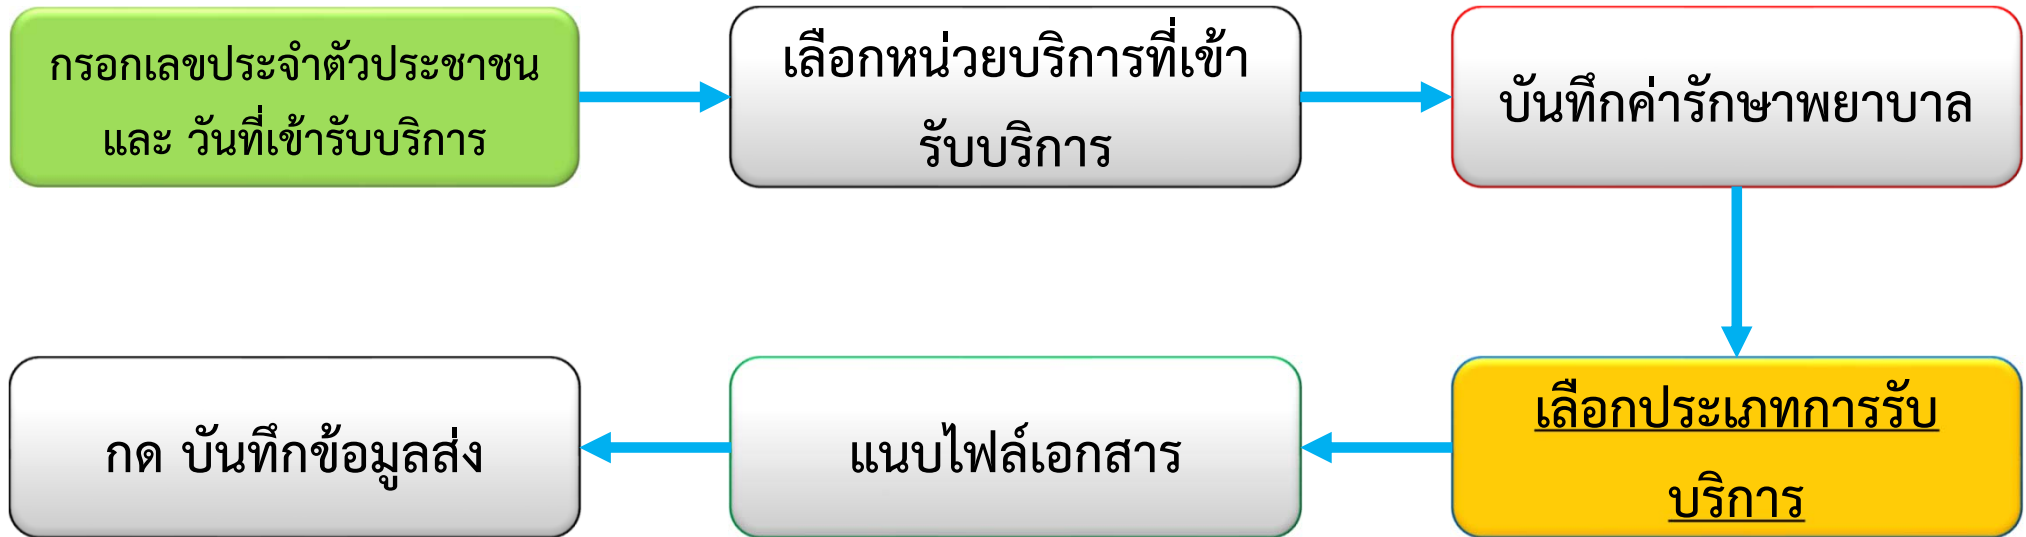 กรอกเลขประจำตัวประชาชน
และ วันที่เข้ารับบริการ
เลือกหน่วยบริการที่เข้า
รับบริการ
บันทึกค่ารักษาพยาบาล
เลือกประเภทการรับ
บริการ
แนบไฟล์เอกสาร
กด บันทึกข้อมูลส่ง